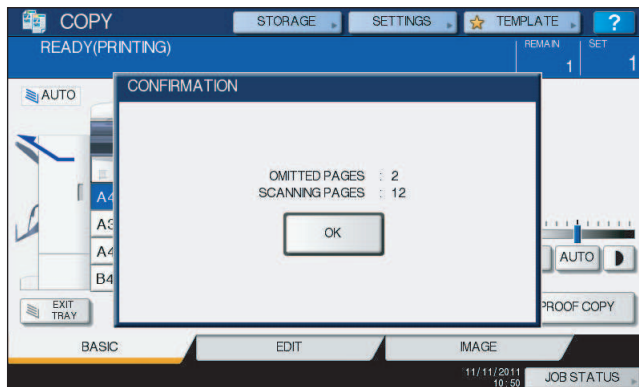 COPY
STORAGE
SETTINGS
TEMPLATE
?
READY(PRINTING)
REMAIN
SET
1
1
AUTO
CONFIRMATION
OMITTED PAGES : 2
SCANNING PAGES : 12
OK
A4
A3
A4
B4
AUTO
EXIT
TRAY
PROOF COPY
BASIC
EDIT
IMAGE
11/11/2011
10:50
JOB STATUS